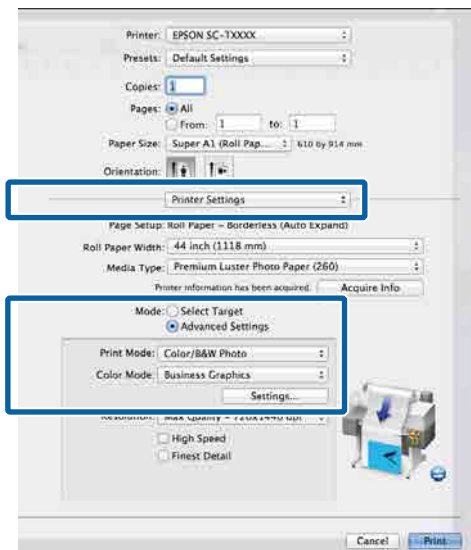 Printer: EPSON SC-TXXXX
Presets: Default Settings
Copies: 1
Pages: All
From: 1 to: 1
Paper Size: Super A1 (Roll Pap... 610 by 914 mm
Orientation:
Printer Settings
Page Setup: Roll Paper - Borderless (Auto Expand)
Roll Paper Width: 44 inch (1118 mm)
Media Type: Premium Luster Photo Paper (260)
Printer information has been acquired. Acquire Info
Mode: Select Target
Advanced Settings
Print Mode: Color/B&W Photo
Color Mode: Business Graphics
Settings...
Resolution: Max Quality - 720x1440 dpi
High Speed
Finest Detail
Cancel Print